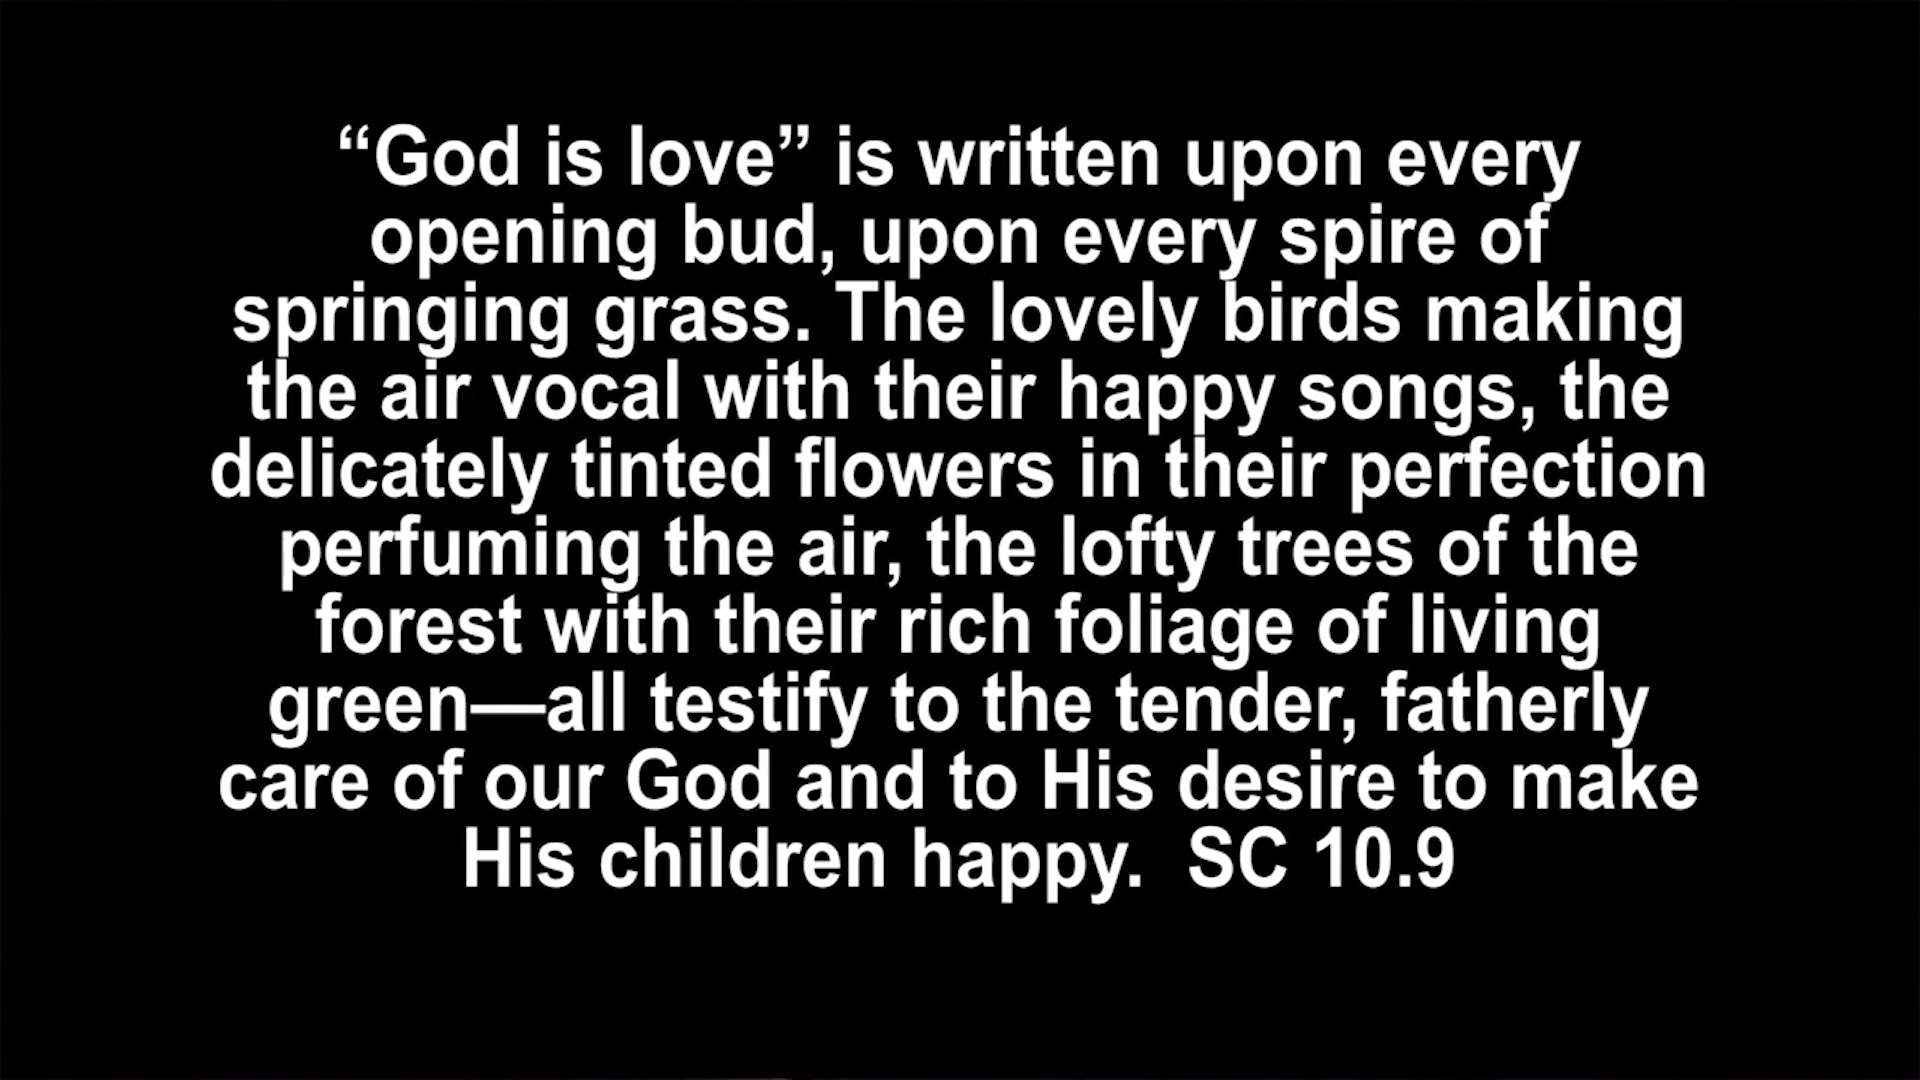 “God is love” is written upon every
opening bud, upon every spire of
springing grass. The lovely birds making
the air vocal with their happy songs, the
delicately tinted flowers in their perfection
perfuming the air, the lofty trees of the
forest with their rich foliage of living
green—all testify to the tender, fatherly
care of our God and to His desire to make
His children happy.  SC 10.9